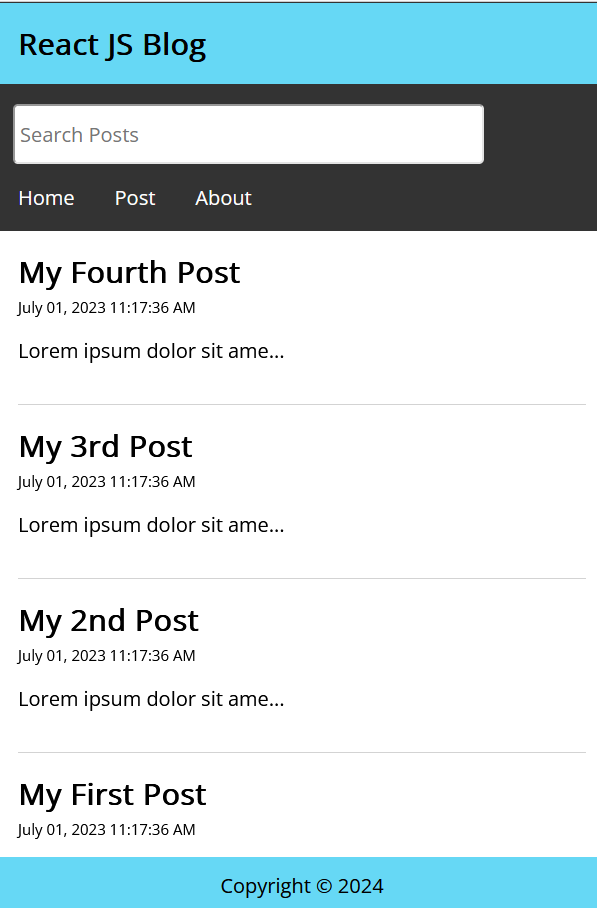 React JS Blog
Search Posts
Home Post About
My Fourth Post
July 01, 2023 11:17:36 AM
Lorem ipsum dolor sit ame...
My 3rd Post
July 01, 2023 11:17:36 AM
Lorem ipsum dolor sit ame...
My 2nd Post
July 01, 2023 11:17:36 AM
Lorem ipsum dolor sit ame...
My First Post
July 01, 2023 11:17:36 AM
Copyright © 2024